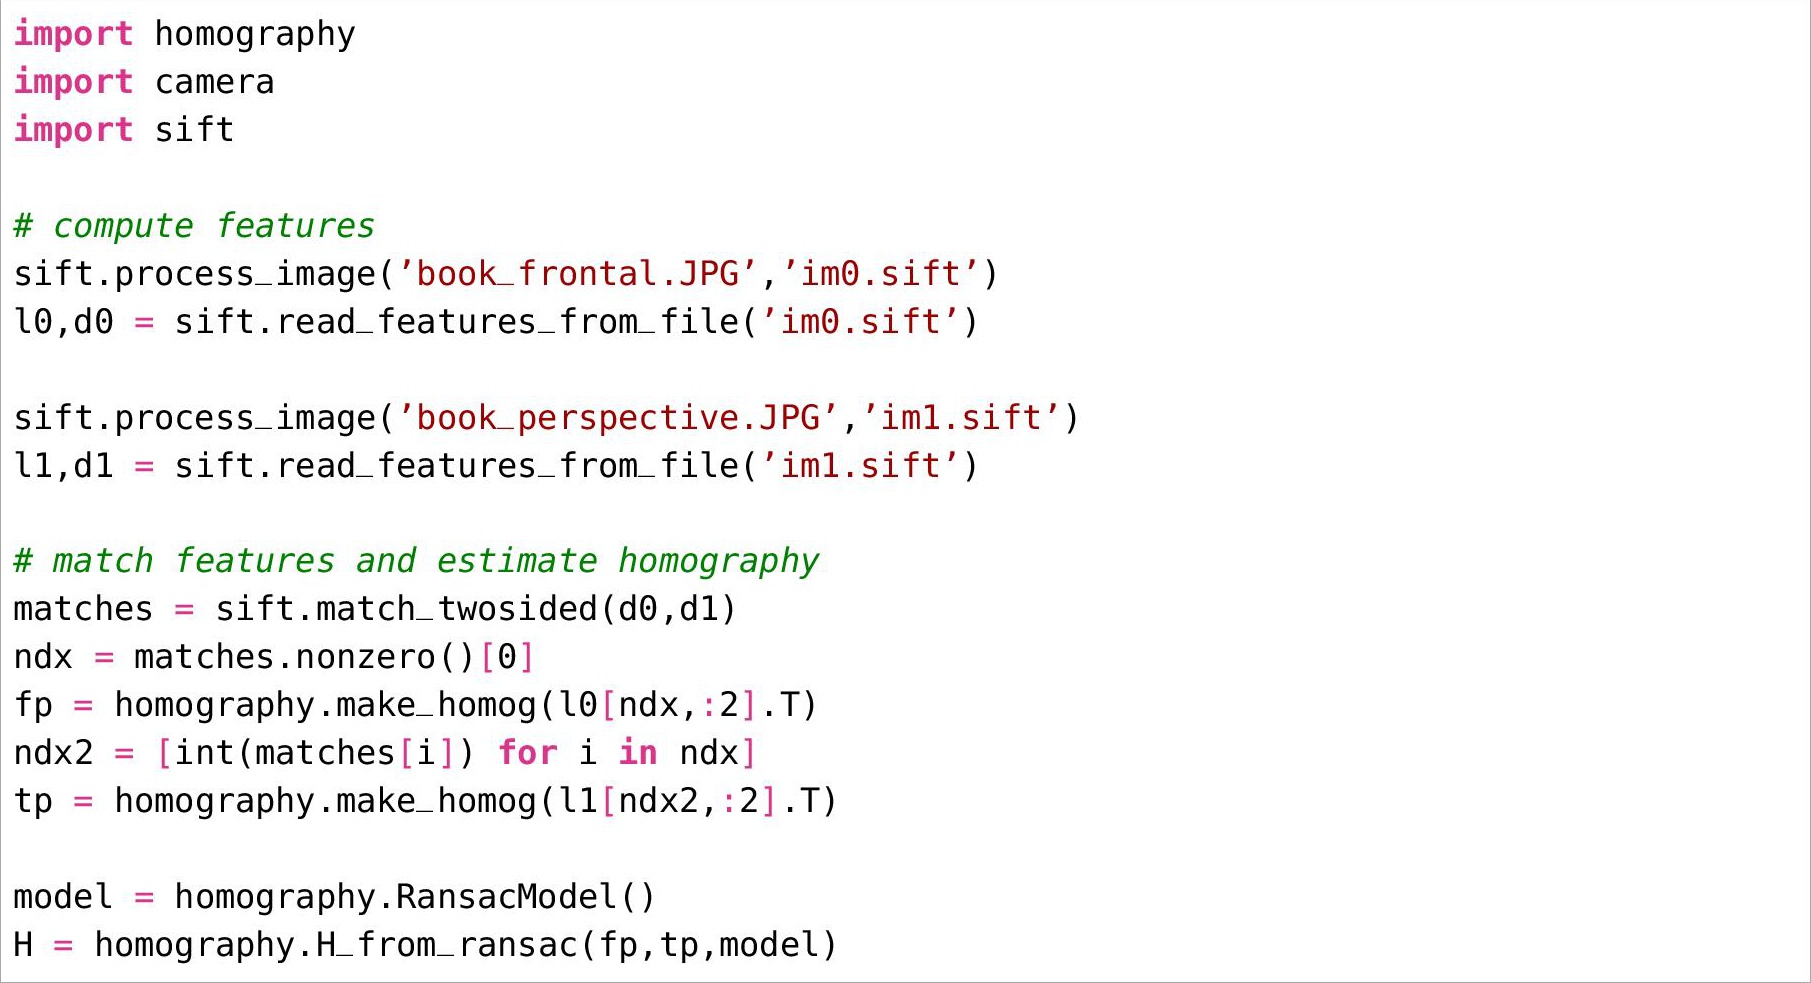 import homography
import camera
import sift
# compute features
sift.process_image(’book_frontal.JPG’,’im0.sift’)
l0,d0 = sift.read_features_from_file(’im0.sift’)
sift.process_image(’book_perspective.JPG’,’im1.sift’)
l1,d1 = sift.read_features_from_file(’im1.sift’)
# match features and estimate homography
matches = sift.match_twosided(d0,d1)
ndx = matches.nonzero()[0]
fp = homography.make_homog(l0[ndx,:2].T)
ndx2 = [int(matches[i]) for i in ndx]
tp = homography.make_homog(l1[ndx2,:2].T)
model = homography.RansacModel()
H = homography.H_from_ransac(fp,tp,model)